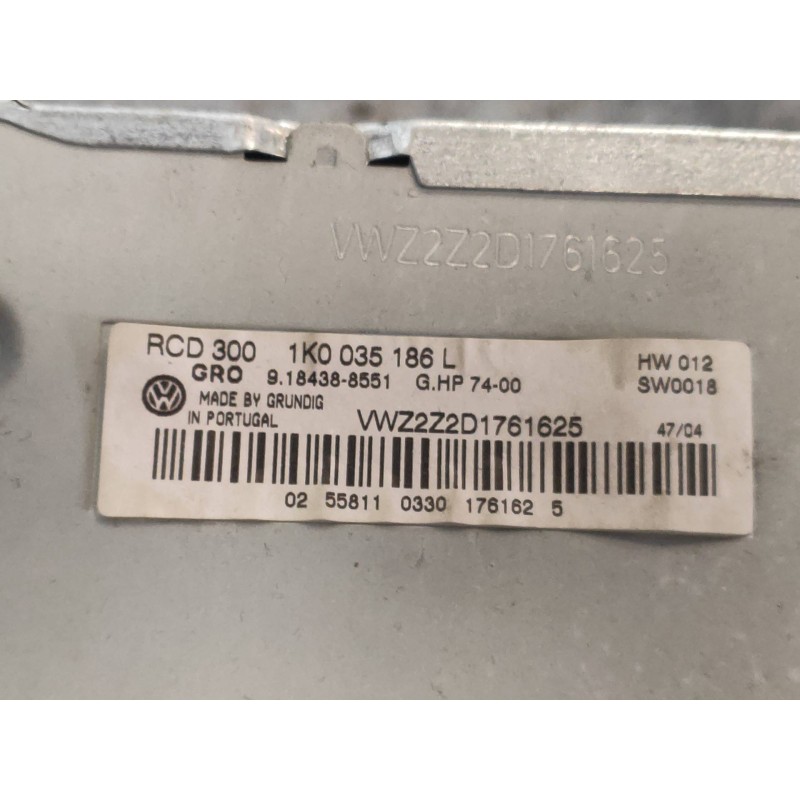 VWZ2Z2D1761625
RCD 300 1K0 035 186 L HW 012
GRO 9.18438-8551 G.HP 74-00 SW0018
MADE BY GRUNDIG
IN PORTUGAL VWZ2Z2D1761625 47/04
02 55811 0330 176162 5